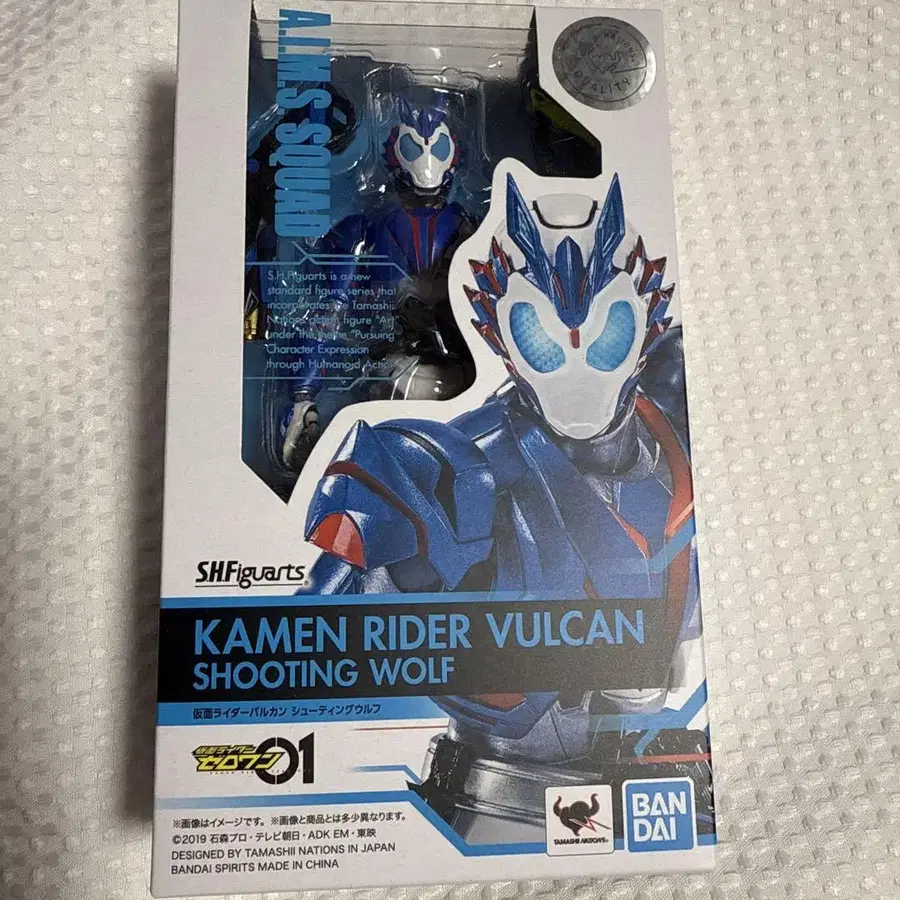 A.I.M.S. SQUAD
QUALITY
S.H.Figuarts is a new
standard figure series that
incorporates the Tamashii
Nations action figure "Art
under the theme "Pursuing
Character Expression
through Humanoid Action
S.H.Figuarts
KAMEN RIDER VULCAN
SHOOTING WOLF
仮面ライダーバルカン シューティングウルフ
仮面ライダー
ゼロワン01
※画像はイメージです。※画像と商品とは多少異なります。
©2019 石森プロ・テレビ朝日・ADK EM・東映
DESIGNED BY TAMASHII NATIONS IN JAPAN
BANDAI SPIRITS MADE IN CHINA
TAMASHII NATIONS
BAN
DAI